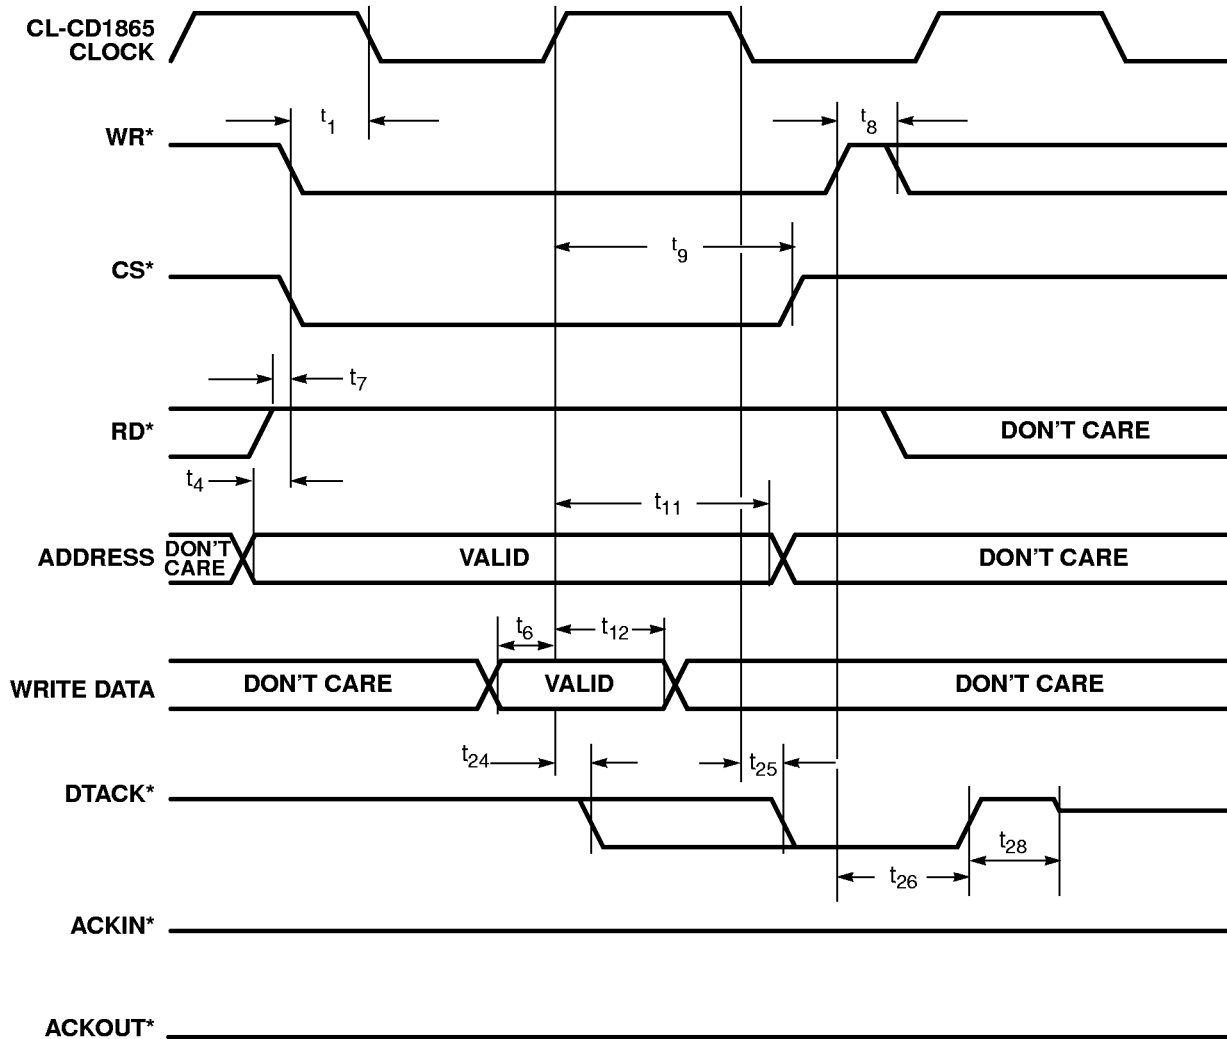 CL-CD1865
CLOCK
t1
t8
WR*
t9
CS*
t7
RD*
DON'T CARE
t4
t11
ADDRESS
DON'T
CARE
VALID
DON'T CARE
t6
t12
WRITE DATA
DON'T CARE
VALID
DON'T CARE
t24
t25
DTACK*
t28
t26
ACKIN*
ACKOUT*